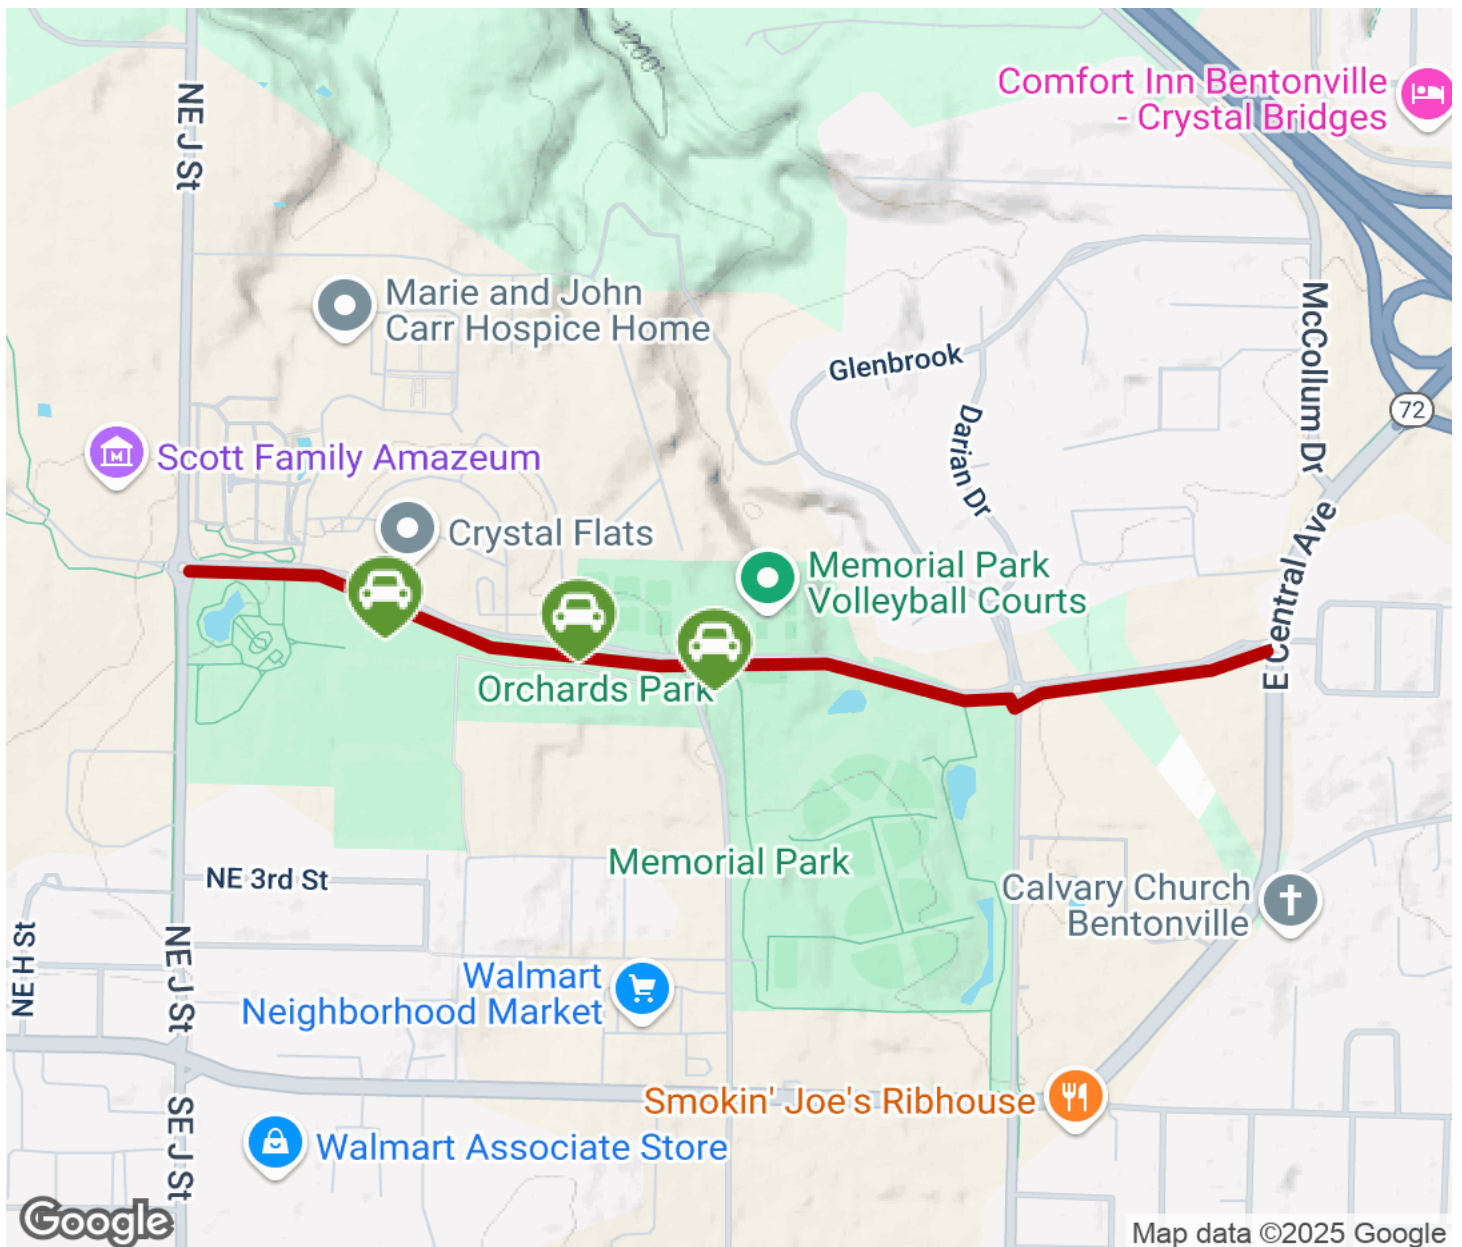 1200'
Comfort Inn Bentonville
- Crystal Bridges
NE J St
Marie and John
Carr Hospice Home
McCollum Dr
Glenbrook
72
Darian Dr
Scott Family Amazeum
Crystal Flats
E Central Ave
Memorial Park
Volleyball Courts
Orchards Park
Memorial Park
NE 3rd St
Calvary Church
Bentonville
NE H St
NE J St
Walmart
Neighborhood Market
Smokin' Joe's Ribhouse
SE J St
Walmart Associate Store
Google
Map data ©2025 Google